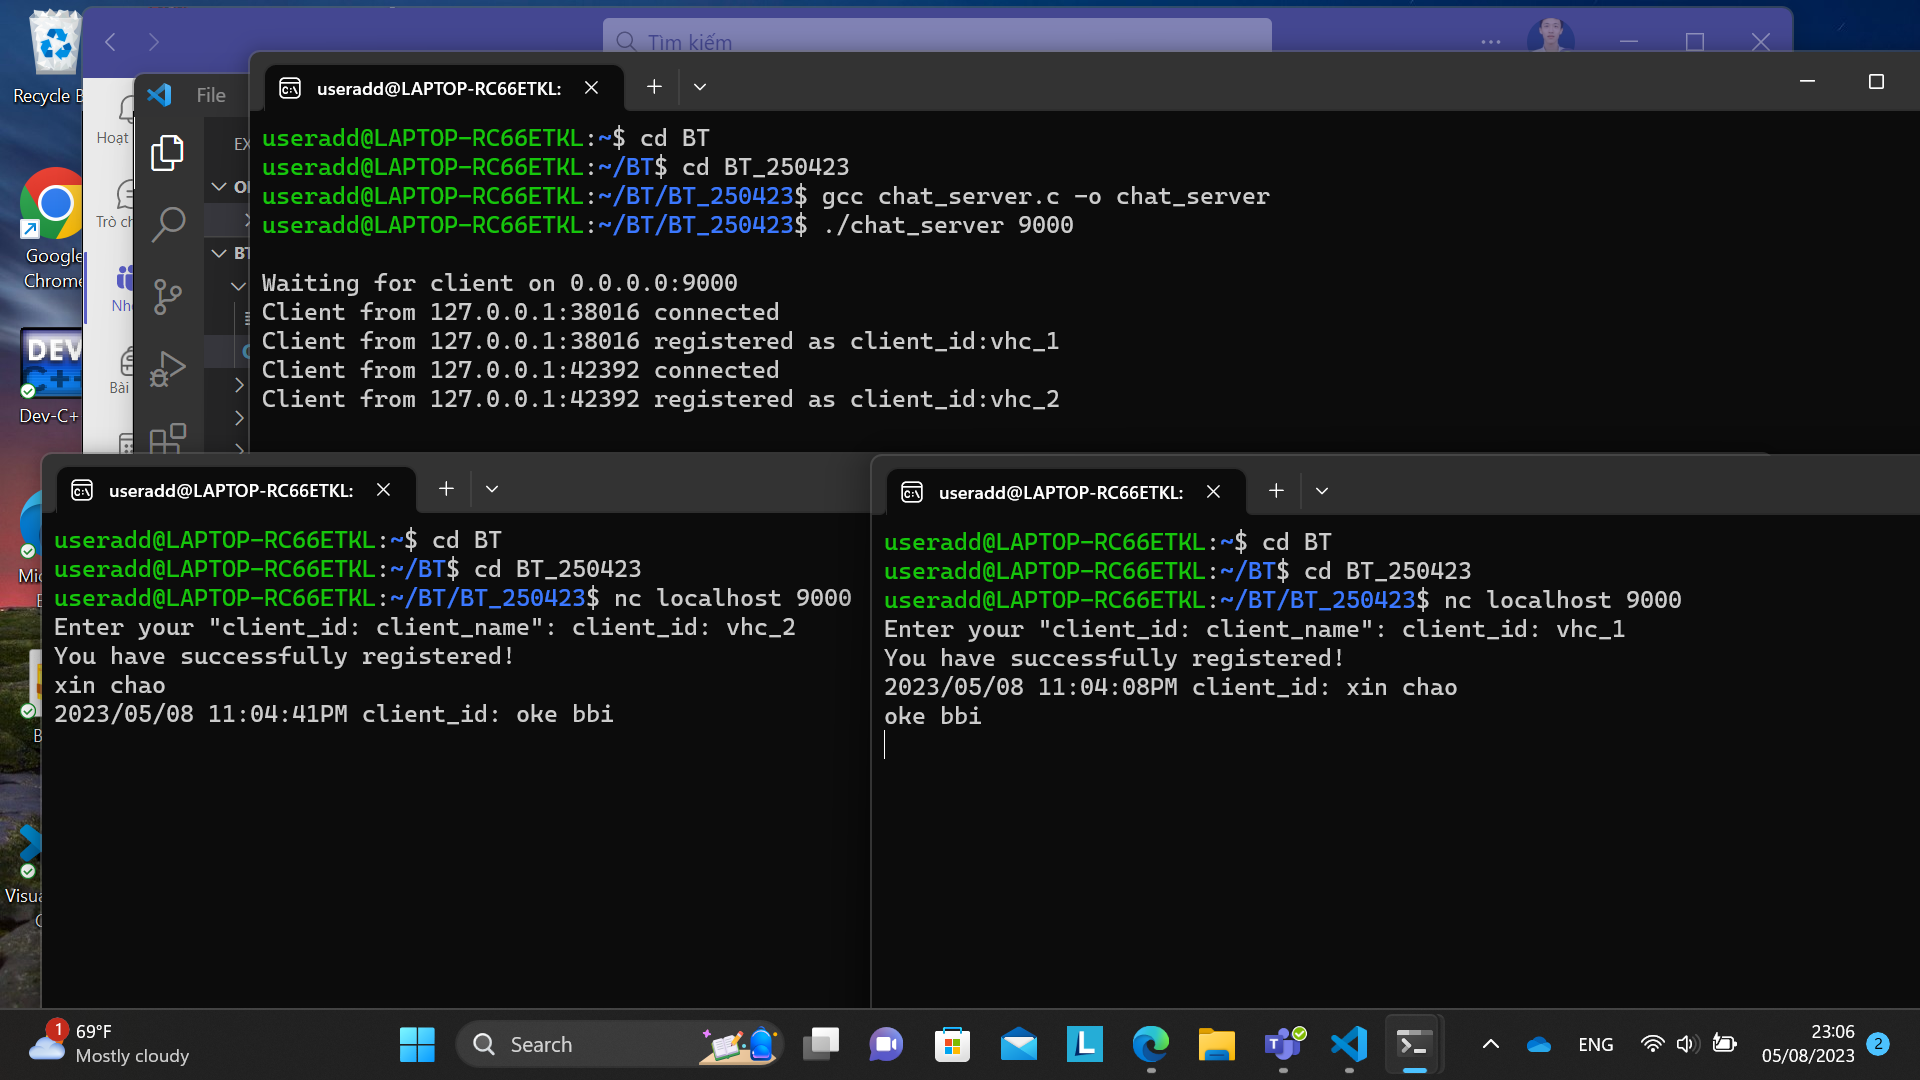 Recycle B
Tìm kiếm
Hoạt
Trò ch
Nh
Bài
Google
Chrome
DEV
C++
Dev-C+
File
EX
useradd@LAPTOP-RC66ETKL:
useradd@LAPTOP-RC66ETKL:~$ cd BT
useradd@LAPTOP-RC66ETKL:~/BT$ cd BT_250423
useradd@LAPTOP-RC66ETKL:~/BT/BT_250423$ gcc chat_server.c -o chat_server
useradd@LAPTOP-RC66ETKL:~/BT/BT_250423$ ./chat_server 9000
Waiting for client on 0.0.0.0:9000
Client from 127.0.0.1:38016 connected
Client from 127.0.0.1:38016 registered as client_id:vhc_1
Client from 127.0.0.1:42392 connected
Client from 127.0.0.1:42392 registered as client_id:vhc_2
useradd@LAPTOP-RC66ETKL:
useradd@LAPTOP-RC66ETKL:~$ cd BT
useradd@LAPTOP-RC66ETKL:~/BT$ cd BT_250423
useradd@LAPTOP-RC66ETKL:~/BT/BT_250423$ nc localhost 9000
Enter your "client_id: client_name": client_id: vhc_2
You have successfully registered!
xin chao
2023/05/08 11:04:41PM client_id: oke bbi
useradd@LAPTOP-RC66ETKL:
useradd@LAPTOP-RC66ETKL:~$ cd BT
useradd@LAPTOP-RC66ETKL:~/BT$ cd BT_250423
useradd@LAPTOP-RC66ETKL:~/BT/BT_250423$ nc localhost 9000
Enter your "client_id: client_name": client_id: vhc_1
You have successfully registered!
2023/05/08 11:04:08PM client_id: xin chao
oke bbi
Mic
Visua
1
69°F
Mostly cloudy
Search
L
ENG
23:06
05/08/2023
2